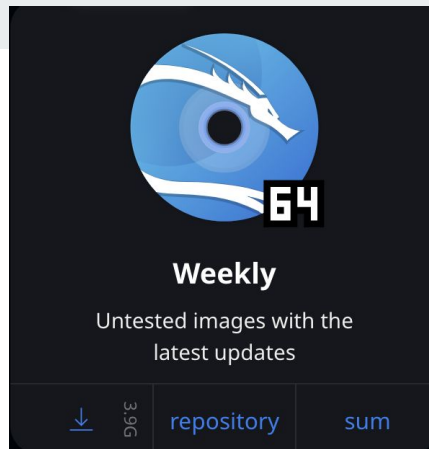 64
Weekly
Untested images with the
latest updates
3.9G
repository
sum